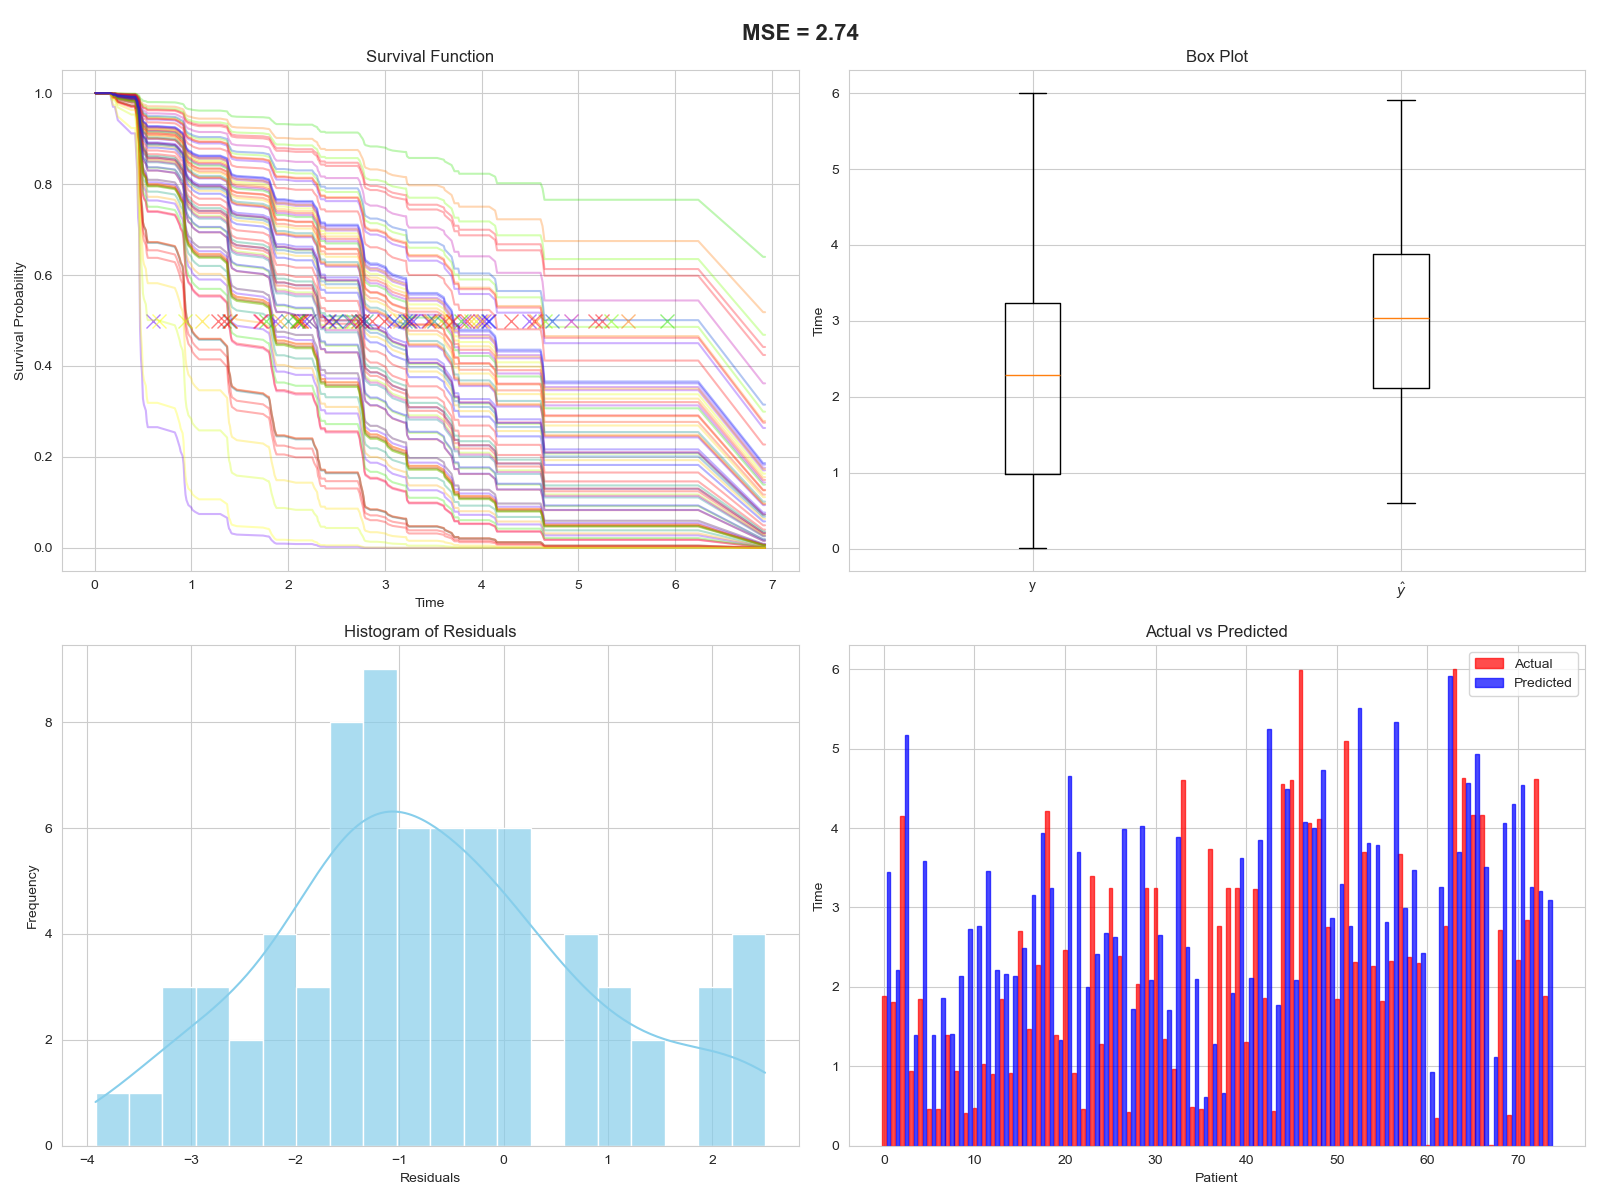 MSE = 2.74
Survival Function
Survival Probability
1.0
0.8
0.6
0.4
0.2
0.0
0 1 2 3 4 5 6 7
Time
Box Plot
Time
6
5
4
3
2
1
0
y ŷ
Histogram of Residuals
Frequency
8
6
4
2
0
−4 −3 −2 −1 0 1 2
Residuals
Actual vs Predicted
Actual
Predicted
Time
6
5
4
3
2
1
0
0 10 20 30 40 50 60 70
Patient